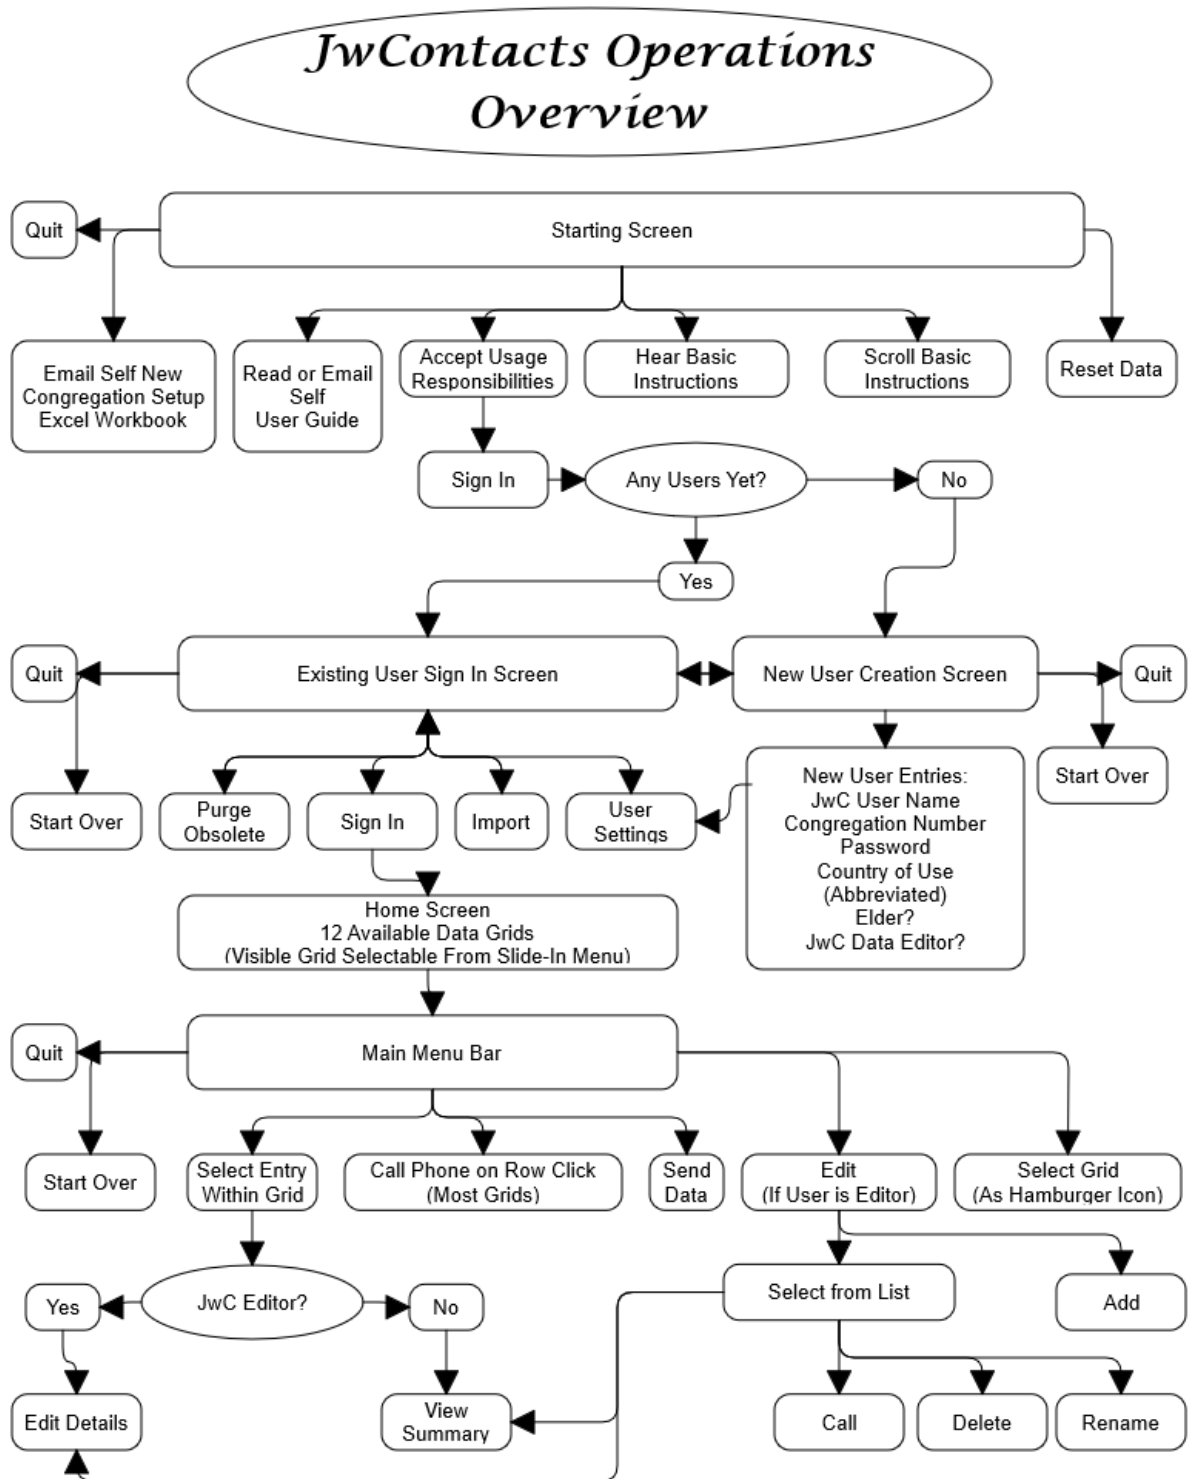 JwContacts Operations
Overview
Quit
Starting Screen
Email Self New
Congregation Setup
Excel Workbook
Read or Email
Self
User Guide
Accept Usage
Responsibilities
Hear Basic
Instructions
Scroll Basic
Instructions
Reset Data
Sign In
Any Users Yet?
No
Yes
Quit
Existing User Sign In Screen
New User Creation Screen
Quit
Start Over
Purge
Obsolete
Sign In
Import
User
Settings
New User Entries:
JwC User Name
Congregation Number
Password
Country of Use
(Abbreviated)
Elder?
JwC Data Editor?
Start Over
Home Screen
12 Available Data Grids
(Visible Grid Selectable From Slide-In Menu)
Quit
Main Menu Bar
Start Over
Select Entry
Within Grid
Call Phone on Row Click
(Most Grids)
Send
Data
Edit
(If User is Editor)
Select Grid
(As Hamburger Icon)
Yes
JwC Editor?
No
Select from List
Add
Edit Details
View
Summary
Call
Delete
Rename